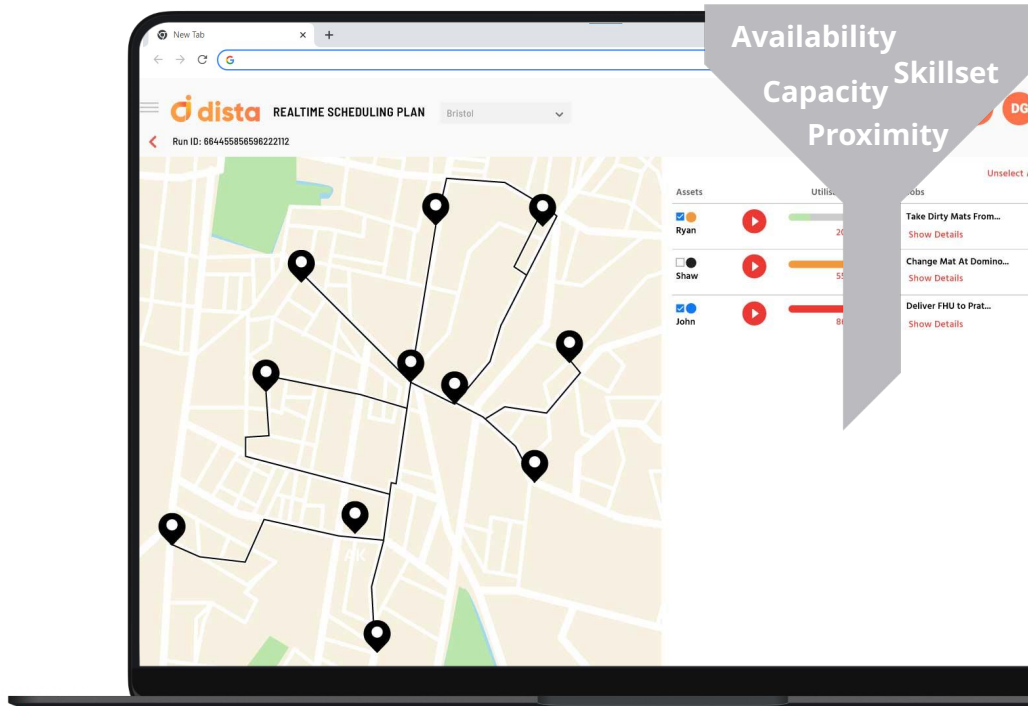 New Tab
Availability
Skillset
Capacity
Proximity
dista
REALTIME SCHEDULING PLAN
Bristol
DG
Run ID: 664455856596222112
Unselect
Assets
Ryan
Take Dirty Mats From...
Show Details
Shaw
Change Mat At Domino...
Show Details
John
Deliver FHU to Prat...
Show Details
AK